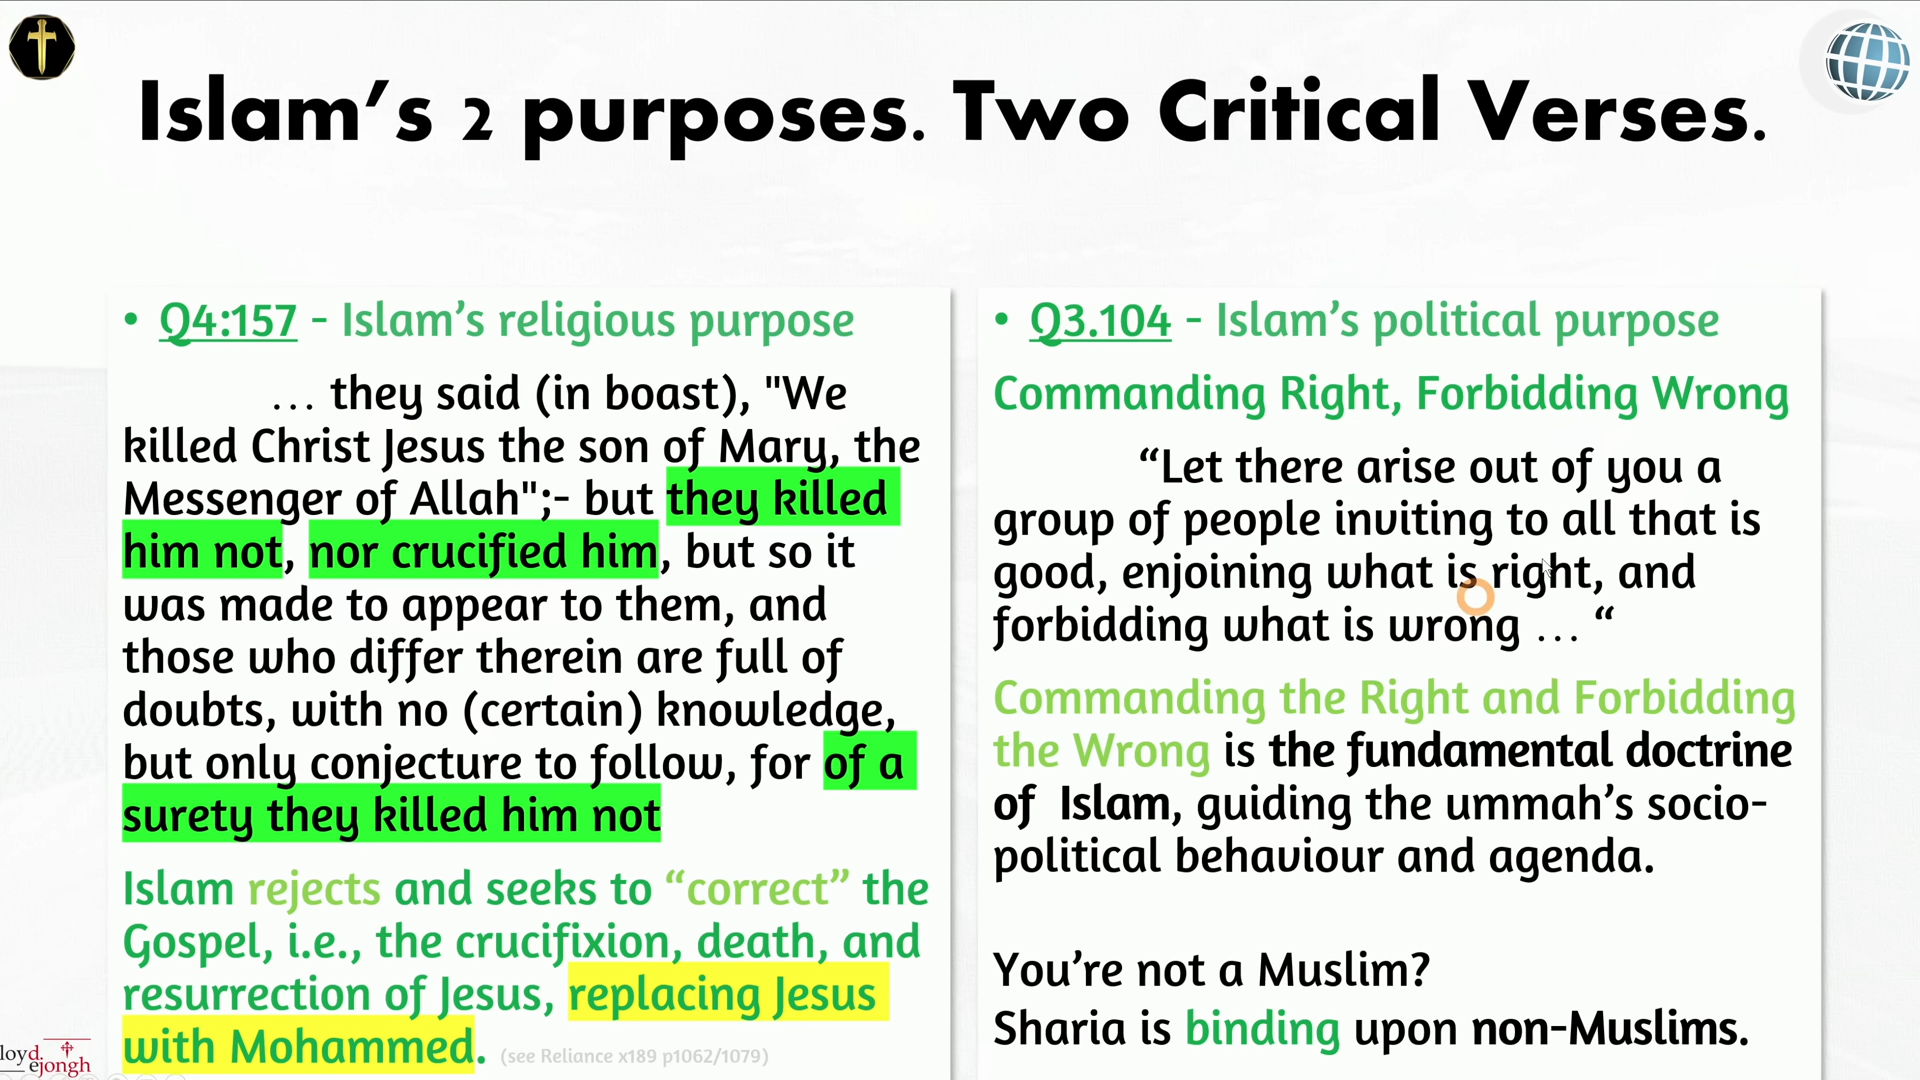 Islam’s 2 purposes. Two Critical Verses.
• Q4:157 - Islam’s religious purpose
… they said (in boast), "We
killed Christ Jesus the son of Mary, the
Messenger of Allah";- but they killed
him not, nor crucified him, but so it
was made to appear to them, and
those who differ therein are full of
doubts, with no (certain) knowledge,
but only conjecture to follow, for of a
surety they killed him not
Islam rejects and seeks to “correct” the
Gospel, i.e., the crucifixion, death, and
resurrection of Jesus, replacing Jesus
with Mohammed. (see Reliance x189 p1062/1079)
• Q3.104 - Islam’s political purpose
Commanding Right, Forbidding Wrong
“Let there arise out of you a
group of people inviting to all that is
good, enjoining what is right, and
forbidding what is wrong … “
Commanding the Right and Forbidding
the Wrong is the fundamental doctrine
of Islam, guiding the ummah’s socio-
political behaviour and agenda.
You’re not a Muslim?
Sharia is binding upon non-Muslims.
loyd.
ejongh